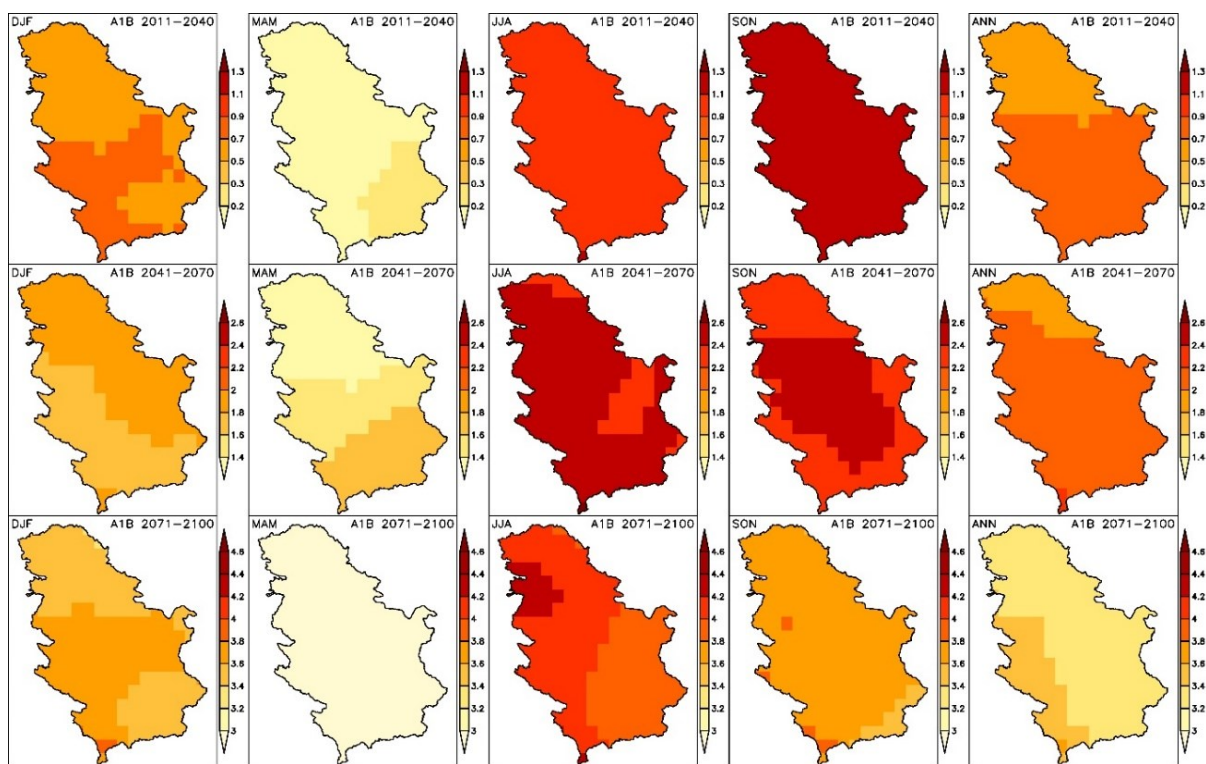 DJF A1B 2011−2040 MAM A1B 2011−2040 JJA A1B 2011−2040 SON A1B 2011−2040 ANN A1B 2011−2040
1.3 1.3 1.3 1.3 1.3
1.1 1.1 1.1 1.1 1.1
0.9 0.9 0.9 0.9 0.9
0.7 0.7 0.7 0.7 0.7
0.5 0.5 0.5 0.5 0.5
0.3 0.3 0.3 0.3 0.3
0.2 0.2 0.2 0.2 0.2
DJF A1B 2041−2070 MAM A1B 2041−2070 JJA A1B 2041−2070 SON A1B 2041−2070 ANN A1B 2041−2070
2.6 2.6 2.6 2.6 2.6
2.4 2.4 2.4 2.4 2.4
2.2 2.2 2.2 2.2 2.2
2 2 2 2 2
1.8 1.8 1.8 1.8 1.8
1.6 1.6 1.6 1.6 1.6
1.4 1.4 1.4 1.4 1.4
DJF A1B 2071−2100 MAM A1B 2071−2100 JJA A1B 2071−2100 SON A1B 2071−2100 ANN A1B 2071−2100
4.6 4.6 4.6 4.6 4.6
4.4 4.4 4.4 4.4 4.4
4.2 4.2 4.2 4.2 4.2
4 4 4 4 4
3.8 3.8 3.8 3.8 3.8
3.6 3.6 3.6 3.6 3.6
3.4 3.4 3.4 3.4 3.4
3.2 3.2 3.2 3.2 3.2
3 3 3 3 3